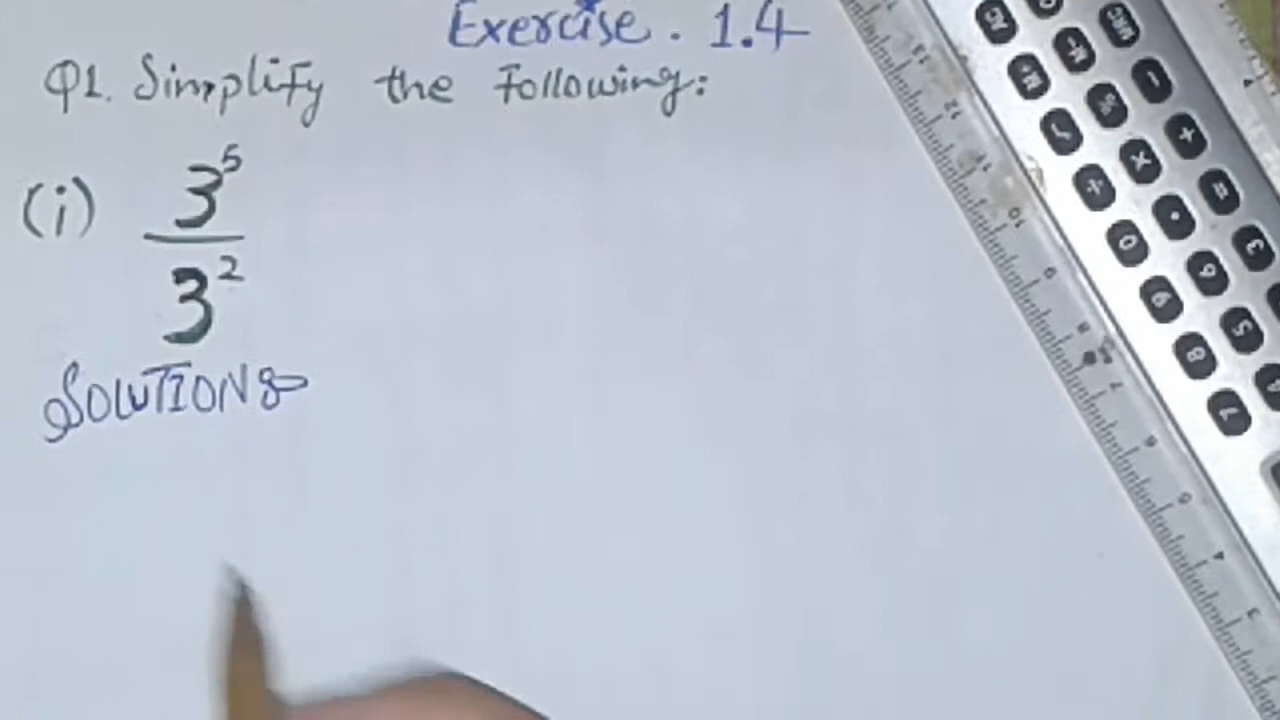 Exercise. 1.4
Q1. Simplify the following:
(i) 3^5 / 3^2
SOLUTION: